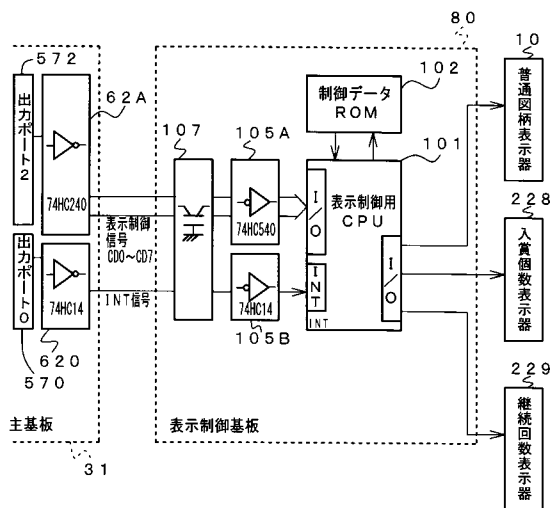 80
572
62A
出力ポート2
74HC240
107
105A
制御データ
ROM
102
101
10
普通図柄表示器
表示制御
信号
CD0〜CD7
74HC540
I/O
表示制御用
CPU
I/O
228
入賞個数表示器
出力ポート0
74HC14
INT信号
74HC14
INT
INT
105B
620
570
229
継続回数表示器
主基板
表示制御基板
31